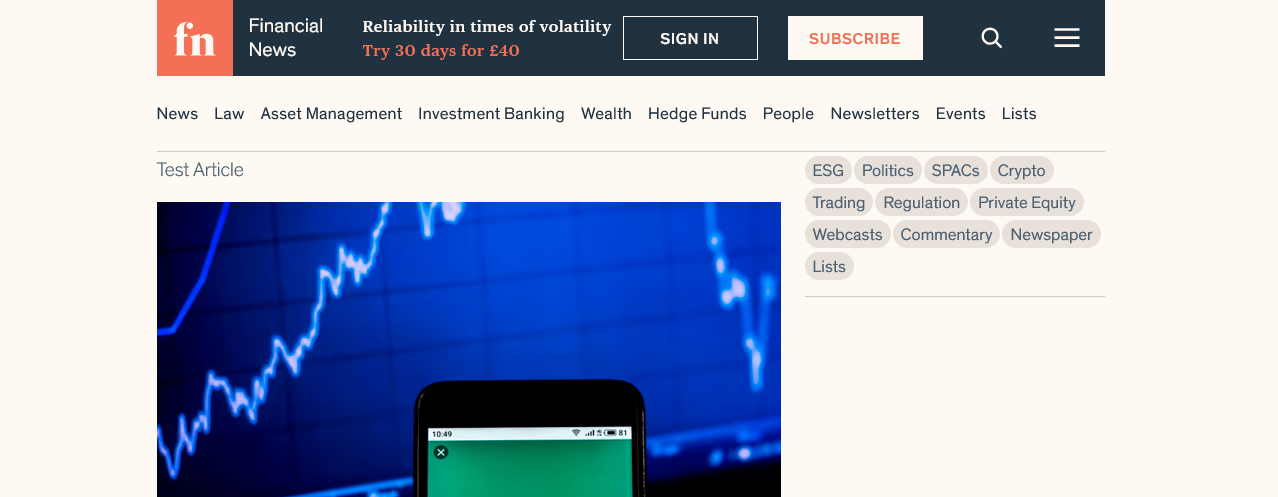 fn
Financial
News
Reliability in times of volatility
Try 30 days for £40
SIGN IN
SUBSCRIBE
News Law Asset Management Investment Banking Wealth Hedge Funds People Newsletters Events Lists
Test Article
ESG Politics SPACs Crypto
Trading Regulation Private Equity
Webcasts Commentary Newspaper
Lists
10:49
81